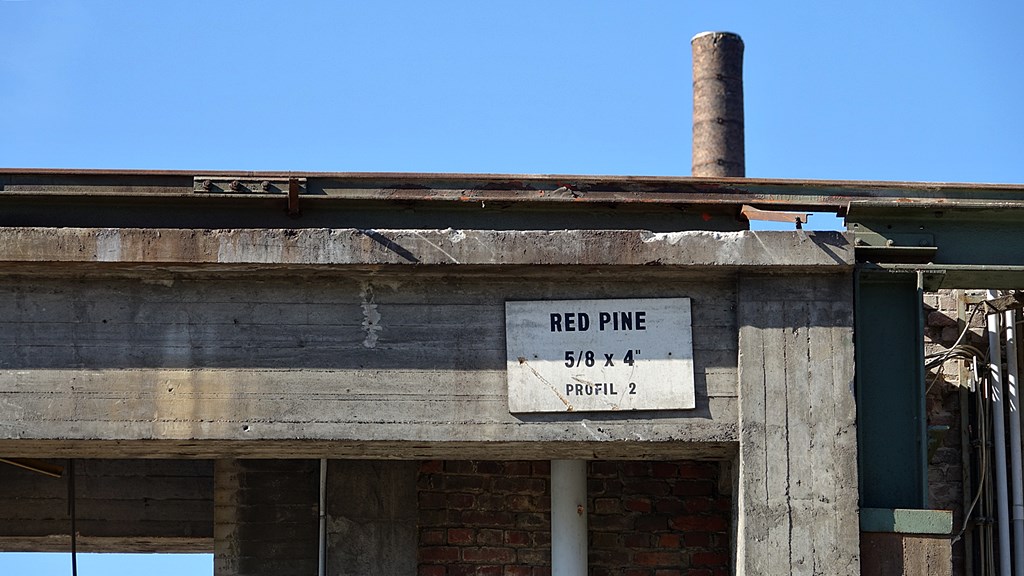 RED PINE
5/8 x 4"
PROFIL 2